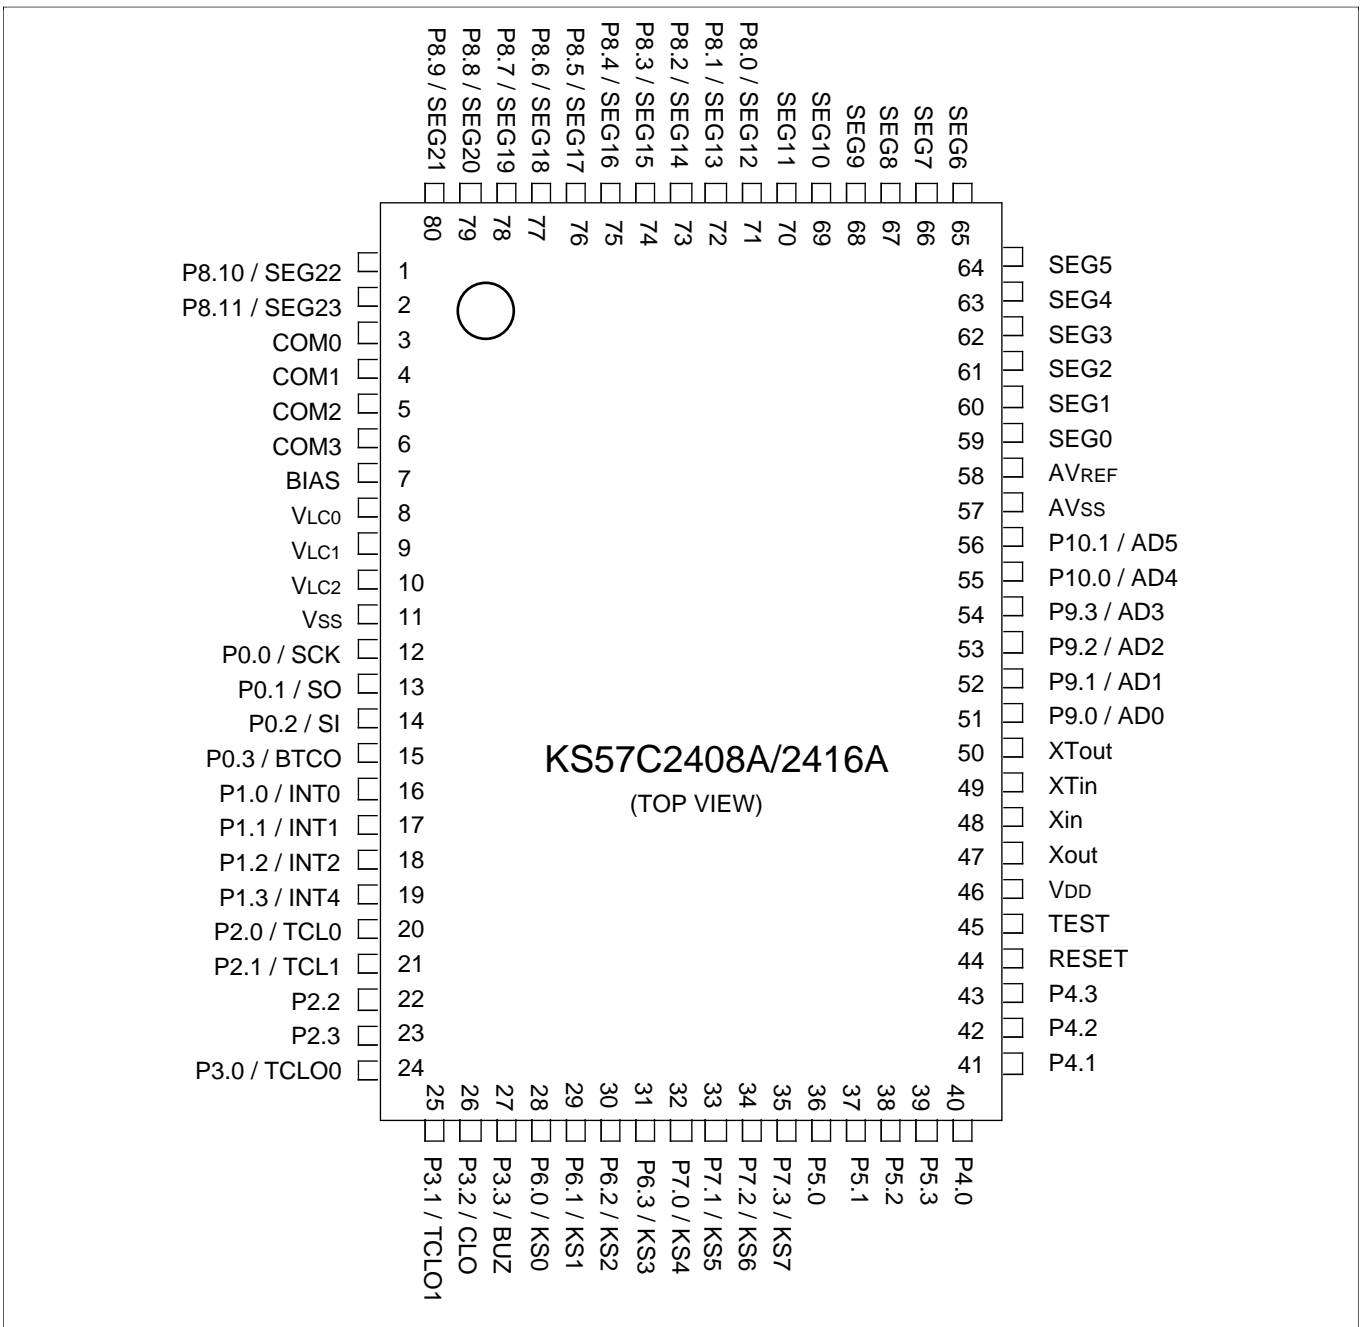 P8.9 / SEG21
P8.8 / SEG20
P8.7 / SEG19
P8.6 / SEG18
P8.5 / SEG17
P8.4 / SEG16
P8.3 / SEG15
P8.2 / SEG14
P8.1 / SEG13
P8.0 / SEG12
SEG11
SEG10
SEG9
SEG8
SEG7
SEG6
80
79
78
77
76
75
74
73
72
71
70
69
68
67
66
65
P8.10 / SEG22 1
P8.11 / SEG23 2
COM0 3
COM1 4
COM2 5
COM3 6
BIAS 7
VLC0 8
VLC1 9
VLC2 10
VSS 11
P0.0 / SCK 12
P0.1 / SO 13
P0.2 / SI 14
P0.3 / BTCO 15
P1.0 / INT0 16
P1.1 / INT1 17
P1.2 / INT2 18
P1.3 / INT4 19
P2.0 / TCL0 20
P2.1 / TCL1 21
P2.2 22
P2.3 23
P3.0 / TCLO0 24
KS57C2408A/2416A
(TOP VIEW)
64 SEG5
63 SEG4
62 SEG3
61 SEG2
60 SEG1
59 SEG0
58 AVREF
57 AVSS
56 P10.1 / AD5
55 P10.0 / AD4
54 P9.3 / AD3
53 P9.2 / AD2
52 P9.1 / AD1
51 P9.0 / AD0
50 XTout
49 XTin
48 Xin
47 Xout
46 VDD
45 TEST
44 RESET
43 P4.3
42 P4.2
41 P4.1
25
26
27
28
29
30
31
32
33
34
35
36
37
38
39
40
P3.1 / TCLO1
P3.2 / CLO
P3.3 / BUZ
P6.0 / KS0
P6.1 / KS1
P6.2 / KS2
P6.3 / KS3
P7.0 / KS4
P7.1 / KS5
P7.2 / KS6
P7.3 / KS7
P5.0
P5.1
P5.2
P5.3
P4.0